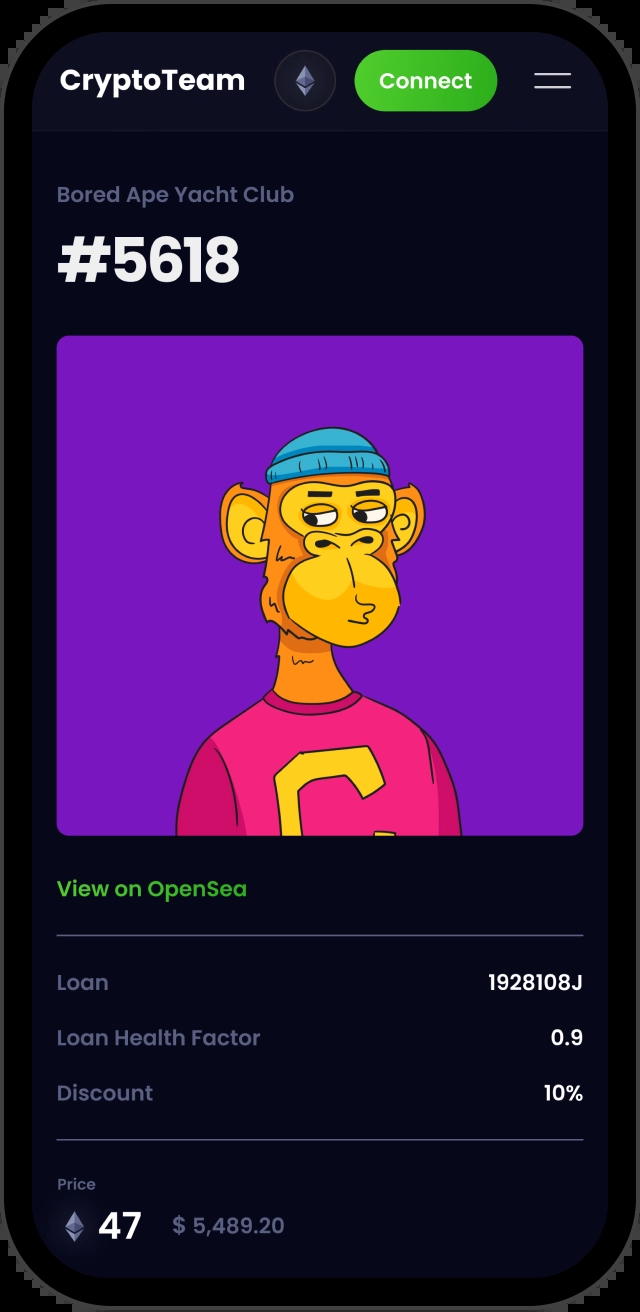 CryptoTeam Connect
Bored Ape Yacht Club
#5618
View on OpenSea
Loan 1928108J
Loan Health Factor 0.9
Discount 10%
Price
47 $ 5,489.20